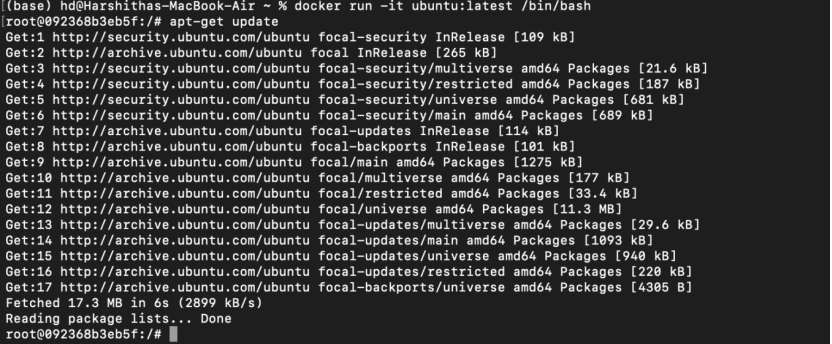 [(base) hd@Harshithas-MacBook-Air ~ % docker run -it ubuntu:latest /bin/bash
[root@092368b3eb5f:/# apt-get update
Get:1 http://security.ubuntu.com/ubuntu focal-security InRelease [109 kB]
Get:2 http://archive.ubuntu.com/ubuntu focal InRelease [265 kB]
Get:3 http://security.ubuntu.com/ubuntu focal-security/multiverse amd64 Packages [21.6 kB]
Get:4 http://security.ubuntu.com/ubuntu focal-security/restricted amd64 Packages [187 kB]
Get:5 http://security.ubuntu.com/ubuntu focal-security/universe amd64 Packages [681 kB]
Get:6 http://security.ubuntu.com/ubuntu focal-security/main amd64 Packages [689 kB]
Get:7 http://archive.ubuntu.com/ubuntu focal-updates InRelease [114 kB]
Get:8 http://archive.ubuntu.com/ubuntu focal-backports InRelease [101 kB]
Get:9 http://archive.ubuntu.com/ubuntu focal/main amd64 Packages [1275 kB]
Get:10 http://archive.ubuntu.com/ubuntu focal/multiverse amd64 Packages [177 kB]
Get:11 http://archive.ubuntu.com/ubuntu focal/restricted amd64 Packages [33.4 kB]
Get:12 http://archive.ubuntu.com/ubuntu focal/universe amd64 Packages [11.3 MB]
Get:13 http://archive.ubuntu.com/ubuntu focal-updates/multiverse amd64 Packages [29.6 kB]
Get:14 http://archive.ubuntu.com/ubuntu focal-updates/main amd64 Packages [1093 kB]
Get:15 http://archive.ubuntu.com/ubuntu focal-updates/universe amd64 Packages [940 kB]
Get:16 http://archive.ubuntu.com/ubuntu focal-updates/restricted amd64 Packages [220 kB]
Get:17 http://archive.ubuntu.com/ubuntu focal-backports/universe amd64 Packages [4305 B]
Fetched 17.3 MB in 6s (2899 kB/s)
Reading package lists... Done
root@092368b3eb5f:/#